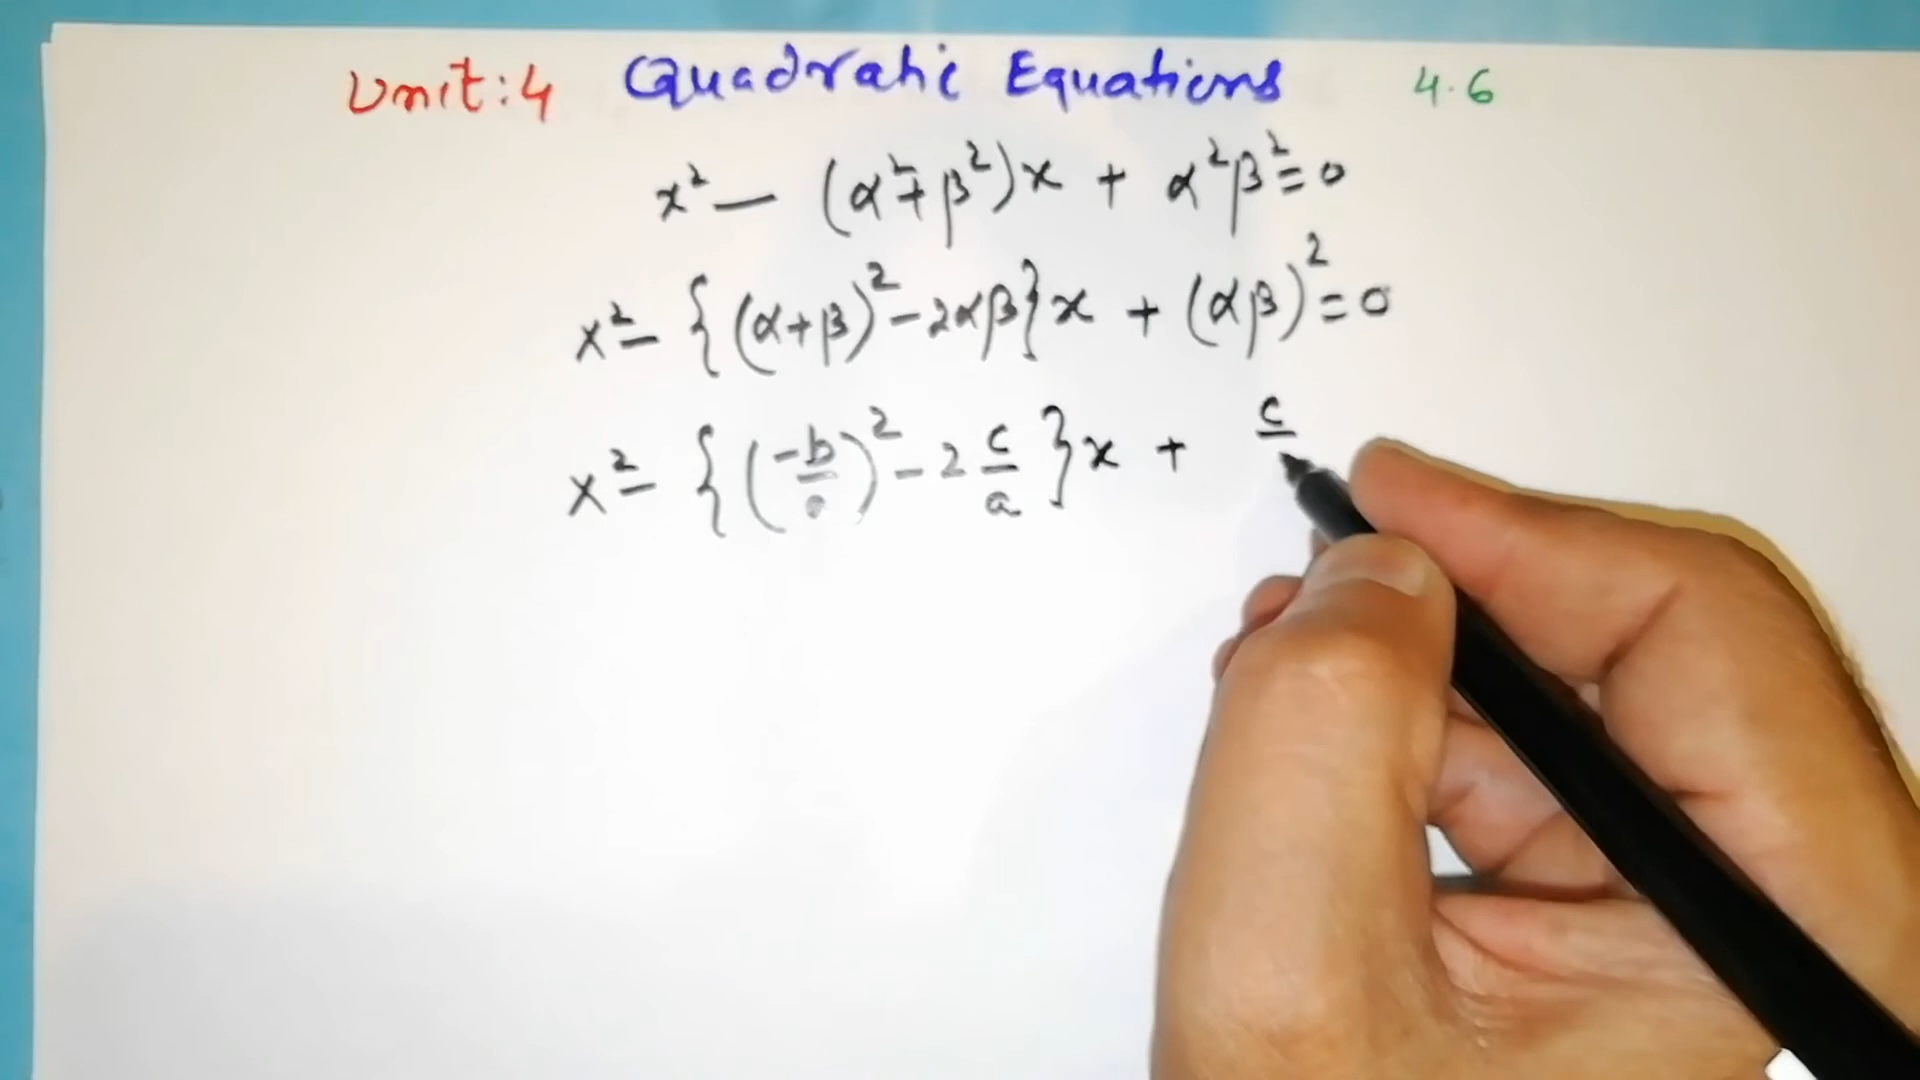 Unit:4 Quadratic Equations 4.6
x² - (α²+β²)x + α²β²=0
x² - {(α+β)² - 2αβ}x + (αβ)²=0
x² - {(-b/a)² - 2 c/a}x + c